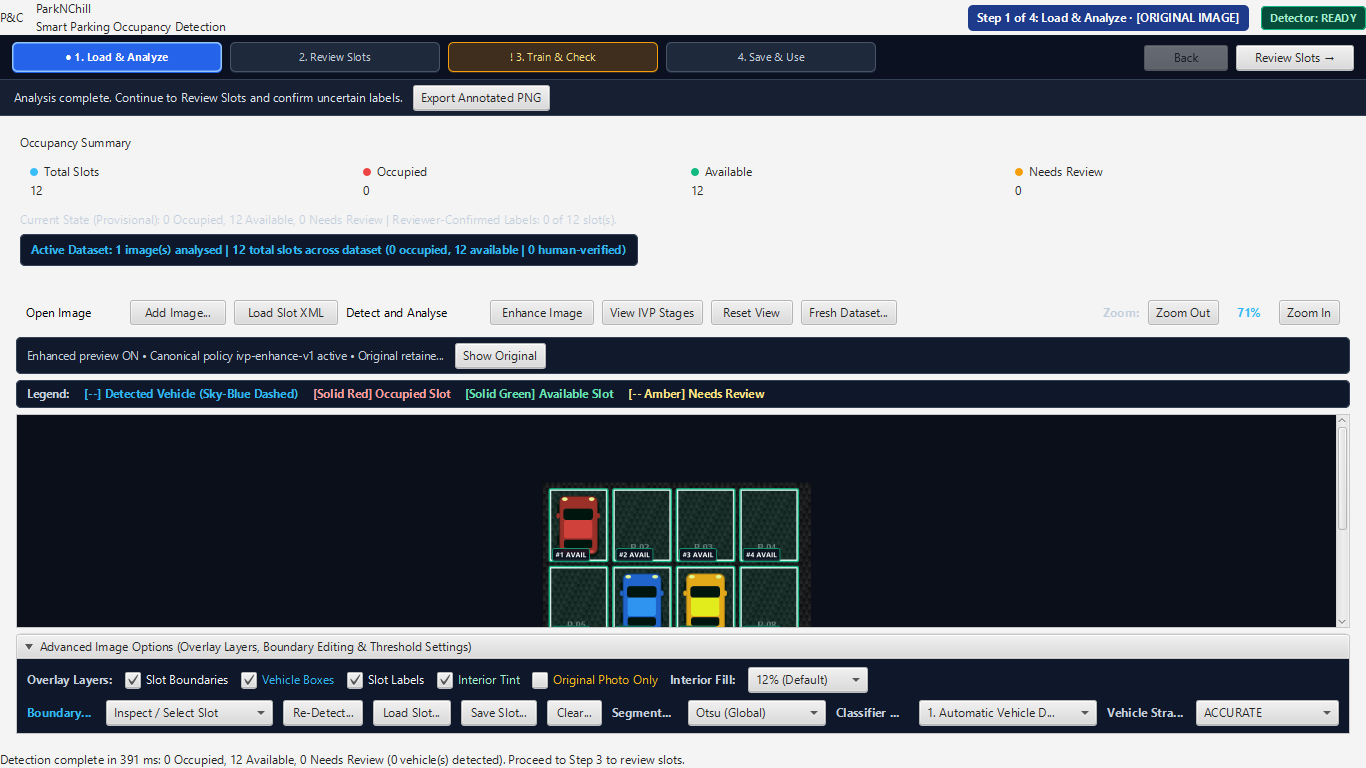 P&C
ParkNChill
Smart Parking Occupancy Detection
Step 1 of 4: Load & Analyze · [ORIGINAL IMAGE]
Detector: READY
● 1. Load & Analyze
2. Review Slots
! 3. Train & Check
4. Save & Use
Back
Review Slots →
Analysis complete. Continue to Review Slots and confirm uncertain labels.
Export Annotated PNG
Occupancy Summary
Total Slots
Occupied
Available
Needs Review
12
0
12
0
Current State (Provisional): 0 Occupied, 12 Available, 0 Needs Review | Reviewer-Confirmed Labels: 0 of 12 slot(s).
Active Dataset: 1 image(s) analysed | 12 total slots across dataset (0 occupied, 12 available | 0 human-verified)
Open Image
Add Image...
Load Slot XML
Detect and Analyse
Enhance Image
View IVP Stages
Reset View
Fresh Dataset...
Zoom:
Zoom Out
71%
Zoom In
Enhanced preview ON • Canonical policy ivp-enhance-v1 active • Original retaine...
Show Original
Legend:
[--] Detected Vehicle (Sky-Blue Dashed)
[Solid Red] Occupied Slot
[Solid Green] Available Slot
[-- Amber] Needs Review
#1 AVAIL
#2 AVAIL
#3 AVAIL
#4 AVAIL
Advanced Image Options (Overlay Layers, Boundary Editing & Threshold Settings)
Overlay Layers:
Slot Boundaries
Vehicle Boxes
Slot Labels
Interior Tint
Original Photo Only
Interior Fill:
12% (Default)
Boundary...
Inspect / Select Slot
Re-Detect...
Load Slot...
Save Slot...
Clear...
Segment...
Otsu (Global)
Classifier ...
1. Automatic Vehicle D...
Vehicle Stra...
ACCURATE
Detection complete in 391 ms: 0 Occupied, 12 Available, 0 Needs Review (0 vehicle(s) detected). Proceed to Step 3 to review slots.